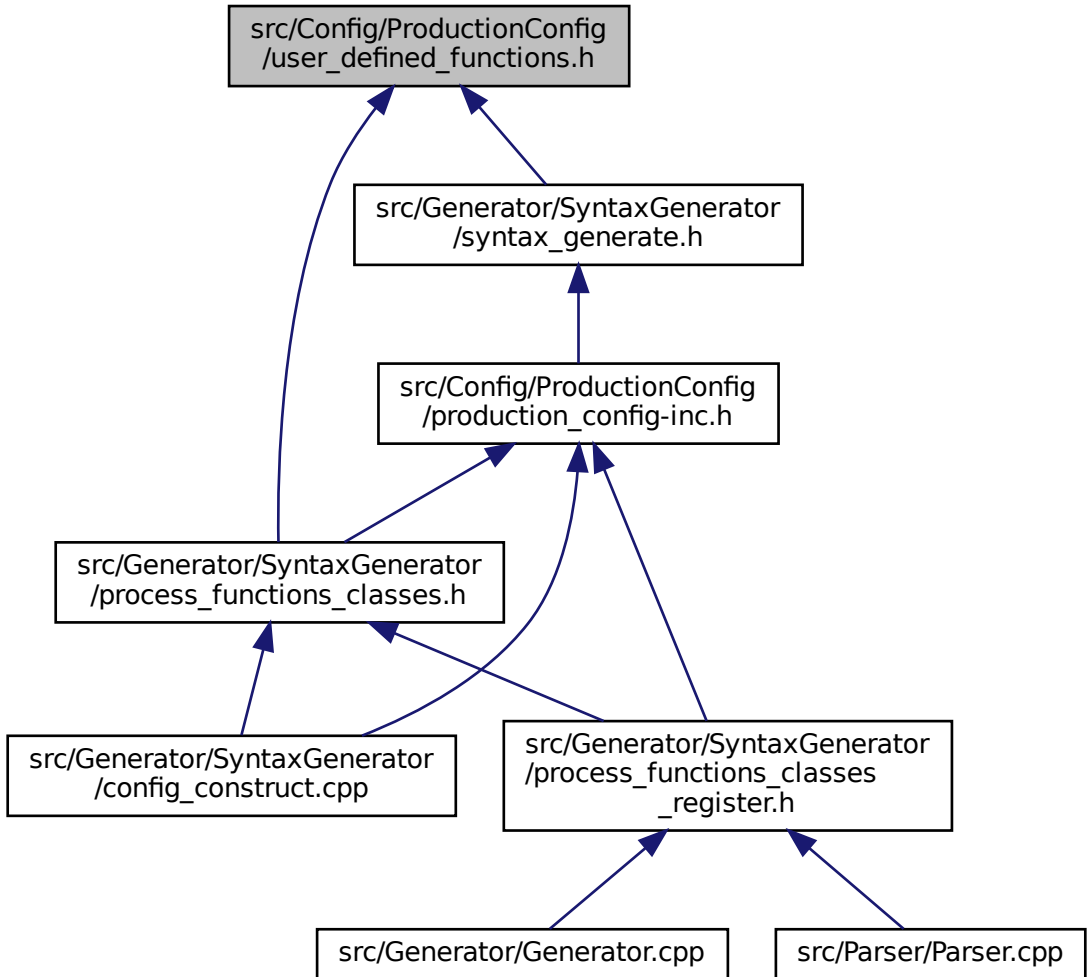 src/Config/ProductionConfig
/user_defined_functions.h
src/Generator/SyntaxGenerator
/syntax_generate.h
src/Config/ProductionConfig
/production_config-inc.h
src/Generator/SyntaxGenerator
/process_functions_classes.h
src/Generator/SyntaxGenerator
/config_construct.cpp
src/Generator/SyntaxGenerator
/process_functions_classes
_register.h
src/Generator/Generator.cpp
src/Parser/Parser.cpp